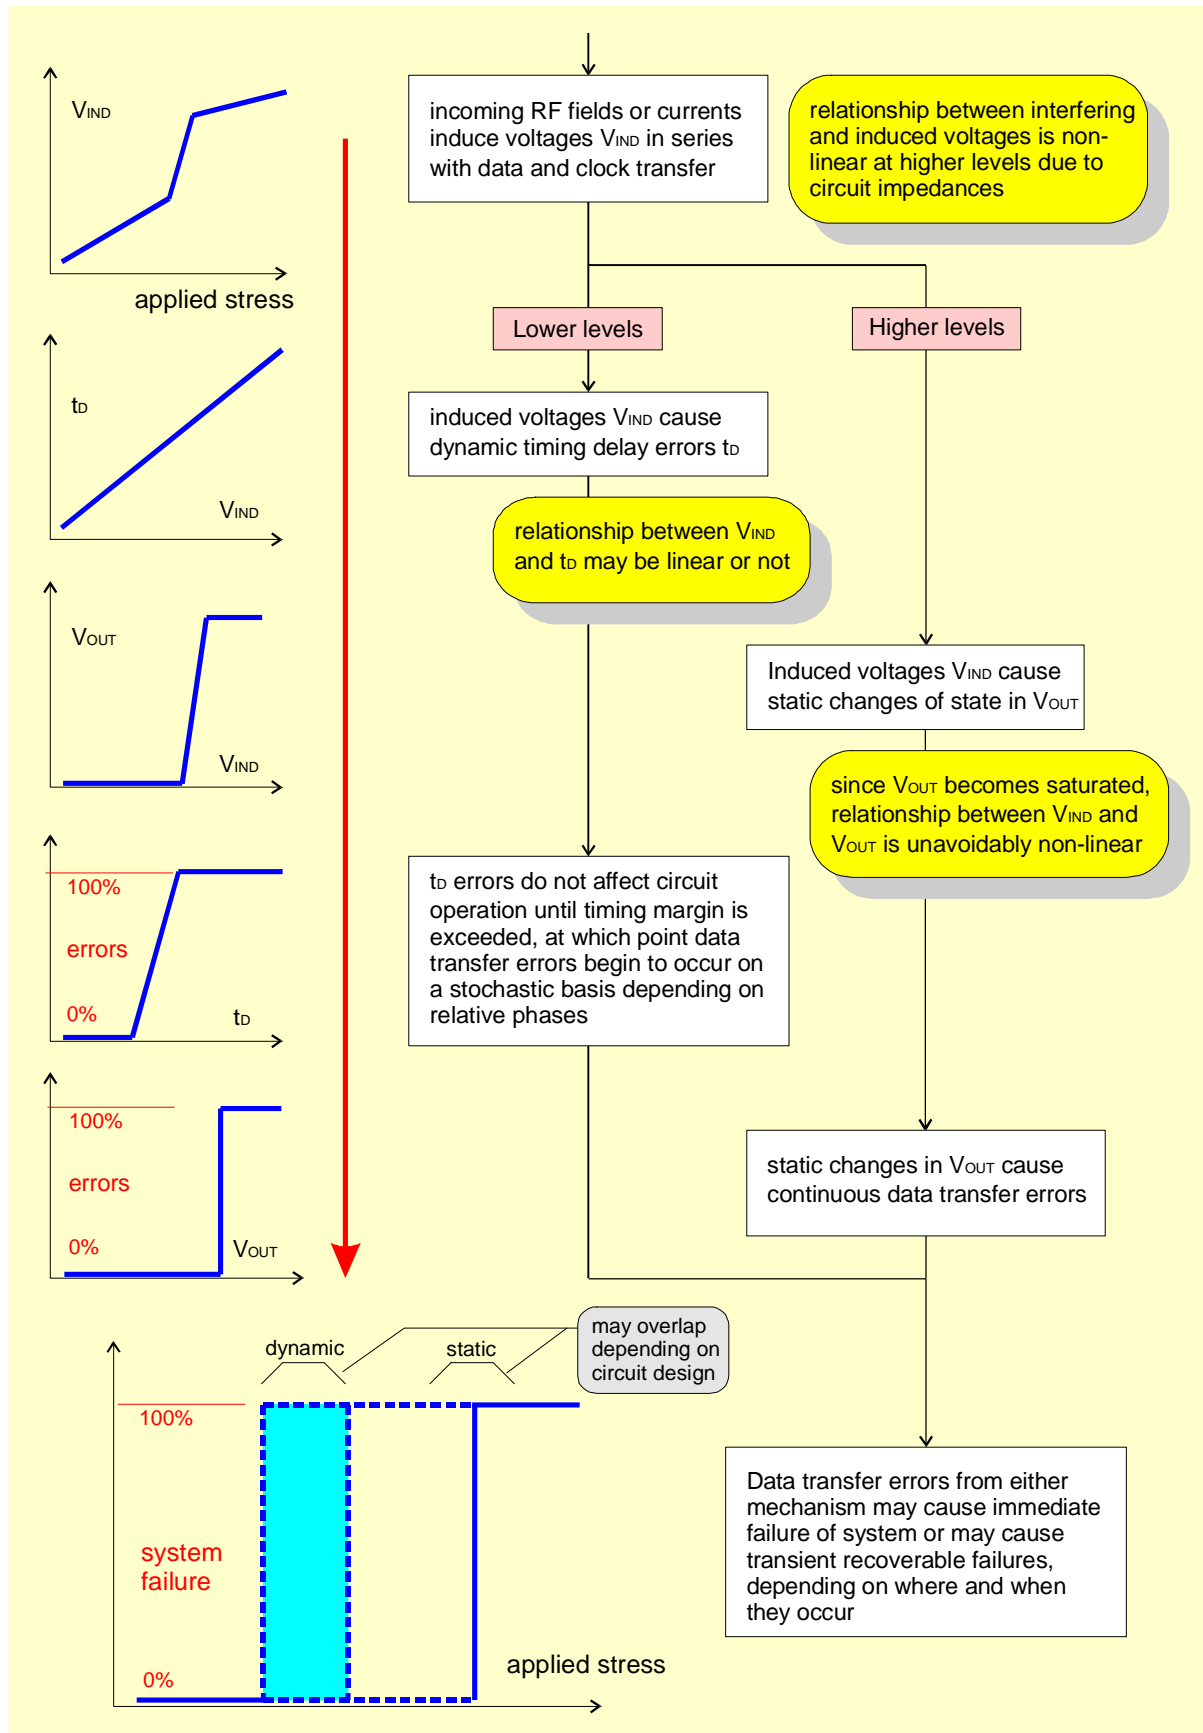 VIND
applied stress
incoming RF fields or currents
induce voltages VIND in series
with data and clock transfer
relationship between interfering
and induced voltages is non-
linear at higher levels due to
circuit impedances
Lower levels
Higher levels
tD
VIND
induced voltages VIND cause
dynamic timing delay errors tD
relationship between VIND
and tD may be linear or not
VOUT
VIND
Induced voltages VIND cause
static changes of state in VOUT
since VOUT becomes saturated,
relationship between VIND and
VOUT is unavoidably non-linear
100%
errors
0%
tD
tD errors do not affect circuit
operation until timing margin is
exceeded, at which point data
transfer errors begin to occur on
a stochastic basis depending on
relative phases
100%
errors
0%
VOUT
static changes in VOUT cause
continuous data transfer errors
dynamic
static
may overlap
depending on
circuit design
100%
system
failure
0%
applied stress
Data transfer errors from either
mechanism may cause immediate
failure of system or may cause
transient recoverable failures,
depending on where and when
they occur